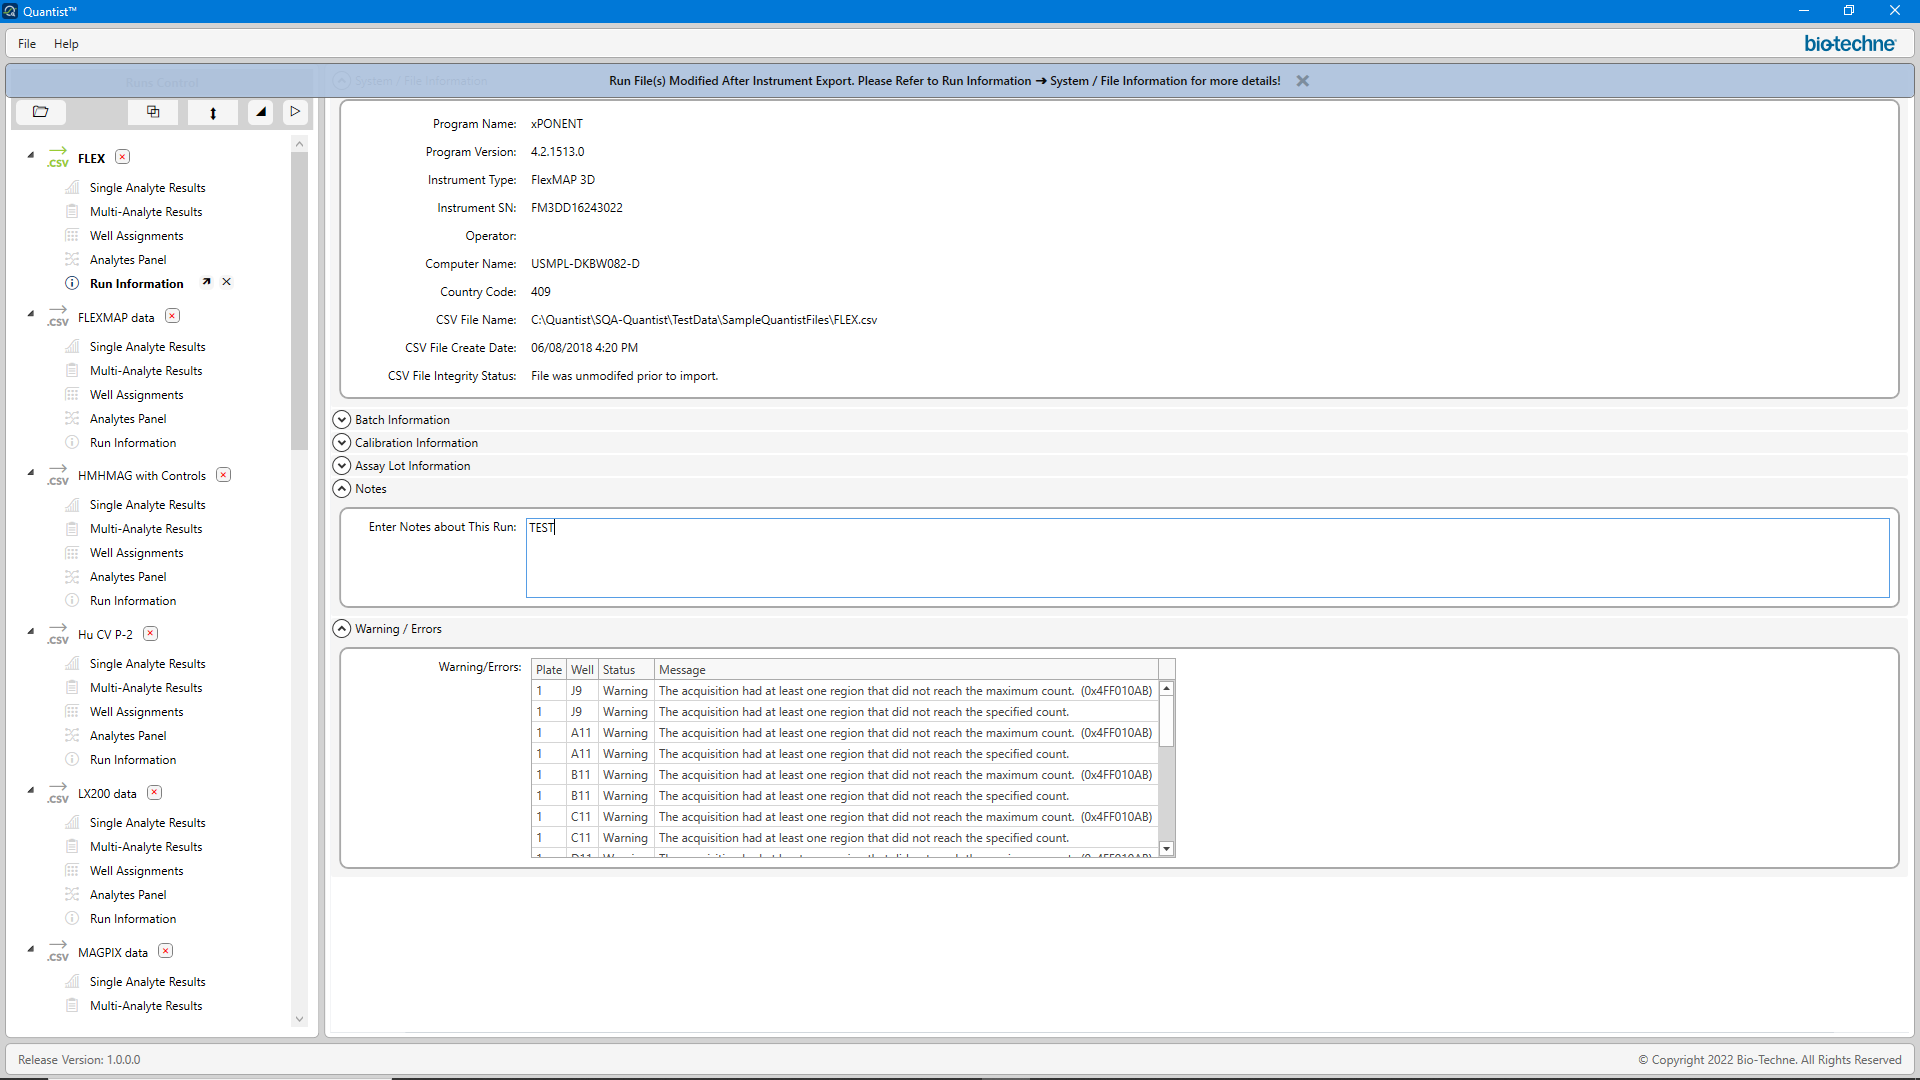 Quantist™
File Help
bio-techne
Run File(s) Modified After Instrument Export. Please Refer to Run Information ➔ System / File Information for more details!
Runs Control
System / File Information
.CSV FLEX
Single Analyte Results
Multi-Analyte Results
Well Assignments
Analytes Panel
Run Information
.CSV FLEXMAP data
Single Analyte Results
Multi-Analyte Results
Well Assignments
Analytes Panel
Run Information
.CSV HMHMAG with Controls
Single Analyte Results
Multi-Analyte Results
Well Assignments
Analytes Panel
Run Information
.CSV Hu CV P-2
Single Analyte Results
Multi-Analyte Results
Well Assignments
Analytes Panel
Run Information
.CSV LX200 data
Single Analyte Results
Multi-Analyte Results
Well Assignments
Analytes Panel
Run Information
.CSV MAGPIX data
Single Analyte Results
Multi-Analyte Results
Program Name: xPONENT
Program Version: 4.2.1513.0
Instrument Type: FlexMAP 3D
Instrument SN: FM3DD16243022
Operator:
Computer Name: USMPL-DKBW082-D
Country Code: 409
CSV File Name: C:\Quantist\SQA-Quantist\TestData\SampleQuantistFiles\FLEX.csv
CSV File Create Date: 06/08/2018 4:20 PM
CSV File Integrity Status: File was unmodifed prior to import.
Batch Information
Calibration Information
Assay Lot Information
Notes
Enter Notes about This Run: TEST
Warning / Errors
Warning/Errors: Plate Well Status Message
1 J9 Warning The acquisition had at least one region that did not reach the maximum count. (0x4FF010AB)
1 J9 Warning The acquisition had at least one region that did not reach the specified count.
1 A11 Warning The acquisition had at least one region that did not reach the maximum count. (0x4FF010AB)
1 A11 Warning The acquisition had at least one region that did not reach the specified count.
1 B11 Warning The acquisition had at least one region that did not reach the maximum count. (0x4FF010AB)
1 B11 Warning The acquisition had at least one region that did not reach the specified count.
1 C11 Warning The acquisition had at least one region that did not reach the maximum count. (0x4FF010AB)
1 C11 Warning The acquisition had at least one region that did not reach the specified count.
Release Version: 1.0.0.0
© Copyright 2022 Bio-Techne. All Rights Reserved